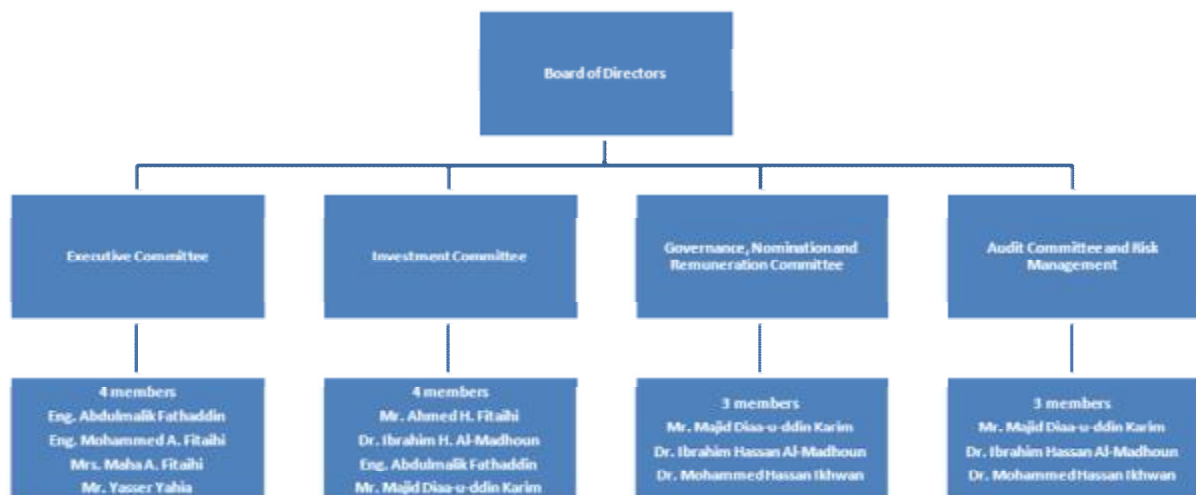 Board of Directors
Executive Committee
Investment Committee
Governance, Nomination and
Remuneration Committee
Audit Committee and Risk
Management
4 members
Eng. Abdulmalik Fathaddin
Eng. Mohammed A. Fitaihi
Mrs. Maha A. Fitaihi
Mr. Yasser Yahia
4 members
Mr. Ahmed H. Fitaihi
Dr. Ibrahim H. Al-Madhoun
Eng. Abdulmalik Fathaddin
Mr. Majid Diaa-u-ddin Karim
3 members
Mr. Majid Diaa-u-ddin Karim
Dr. Ibrahim Hassan Al-Madhoun
Dr. Mohammed Hassan Ikhwan
3 members
Mr. Majid Diaa-u-ddin Karim
Dr. Ibrahim Hassan Al-Madhoun
Dr. Mohammed Hassan Ikhwan